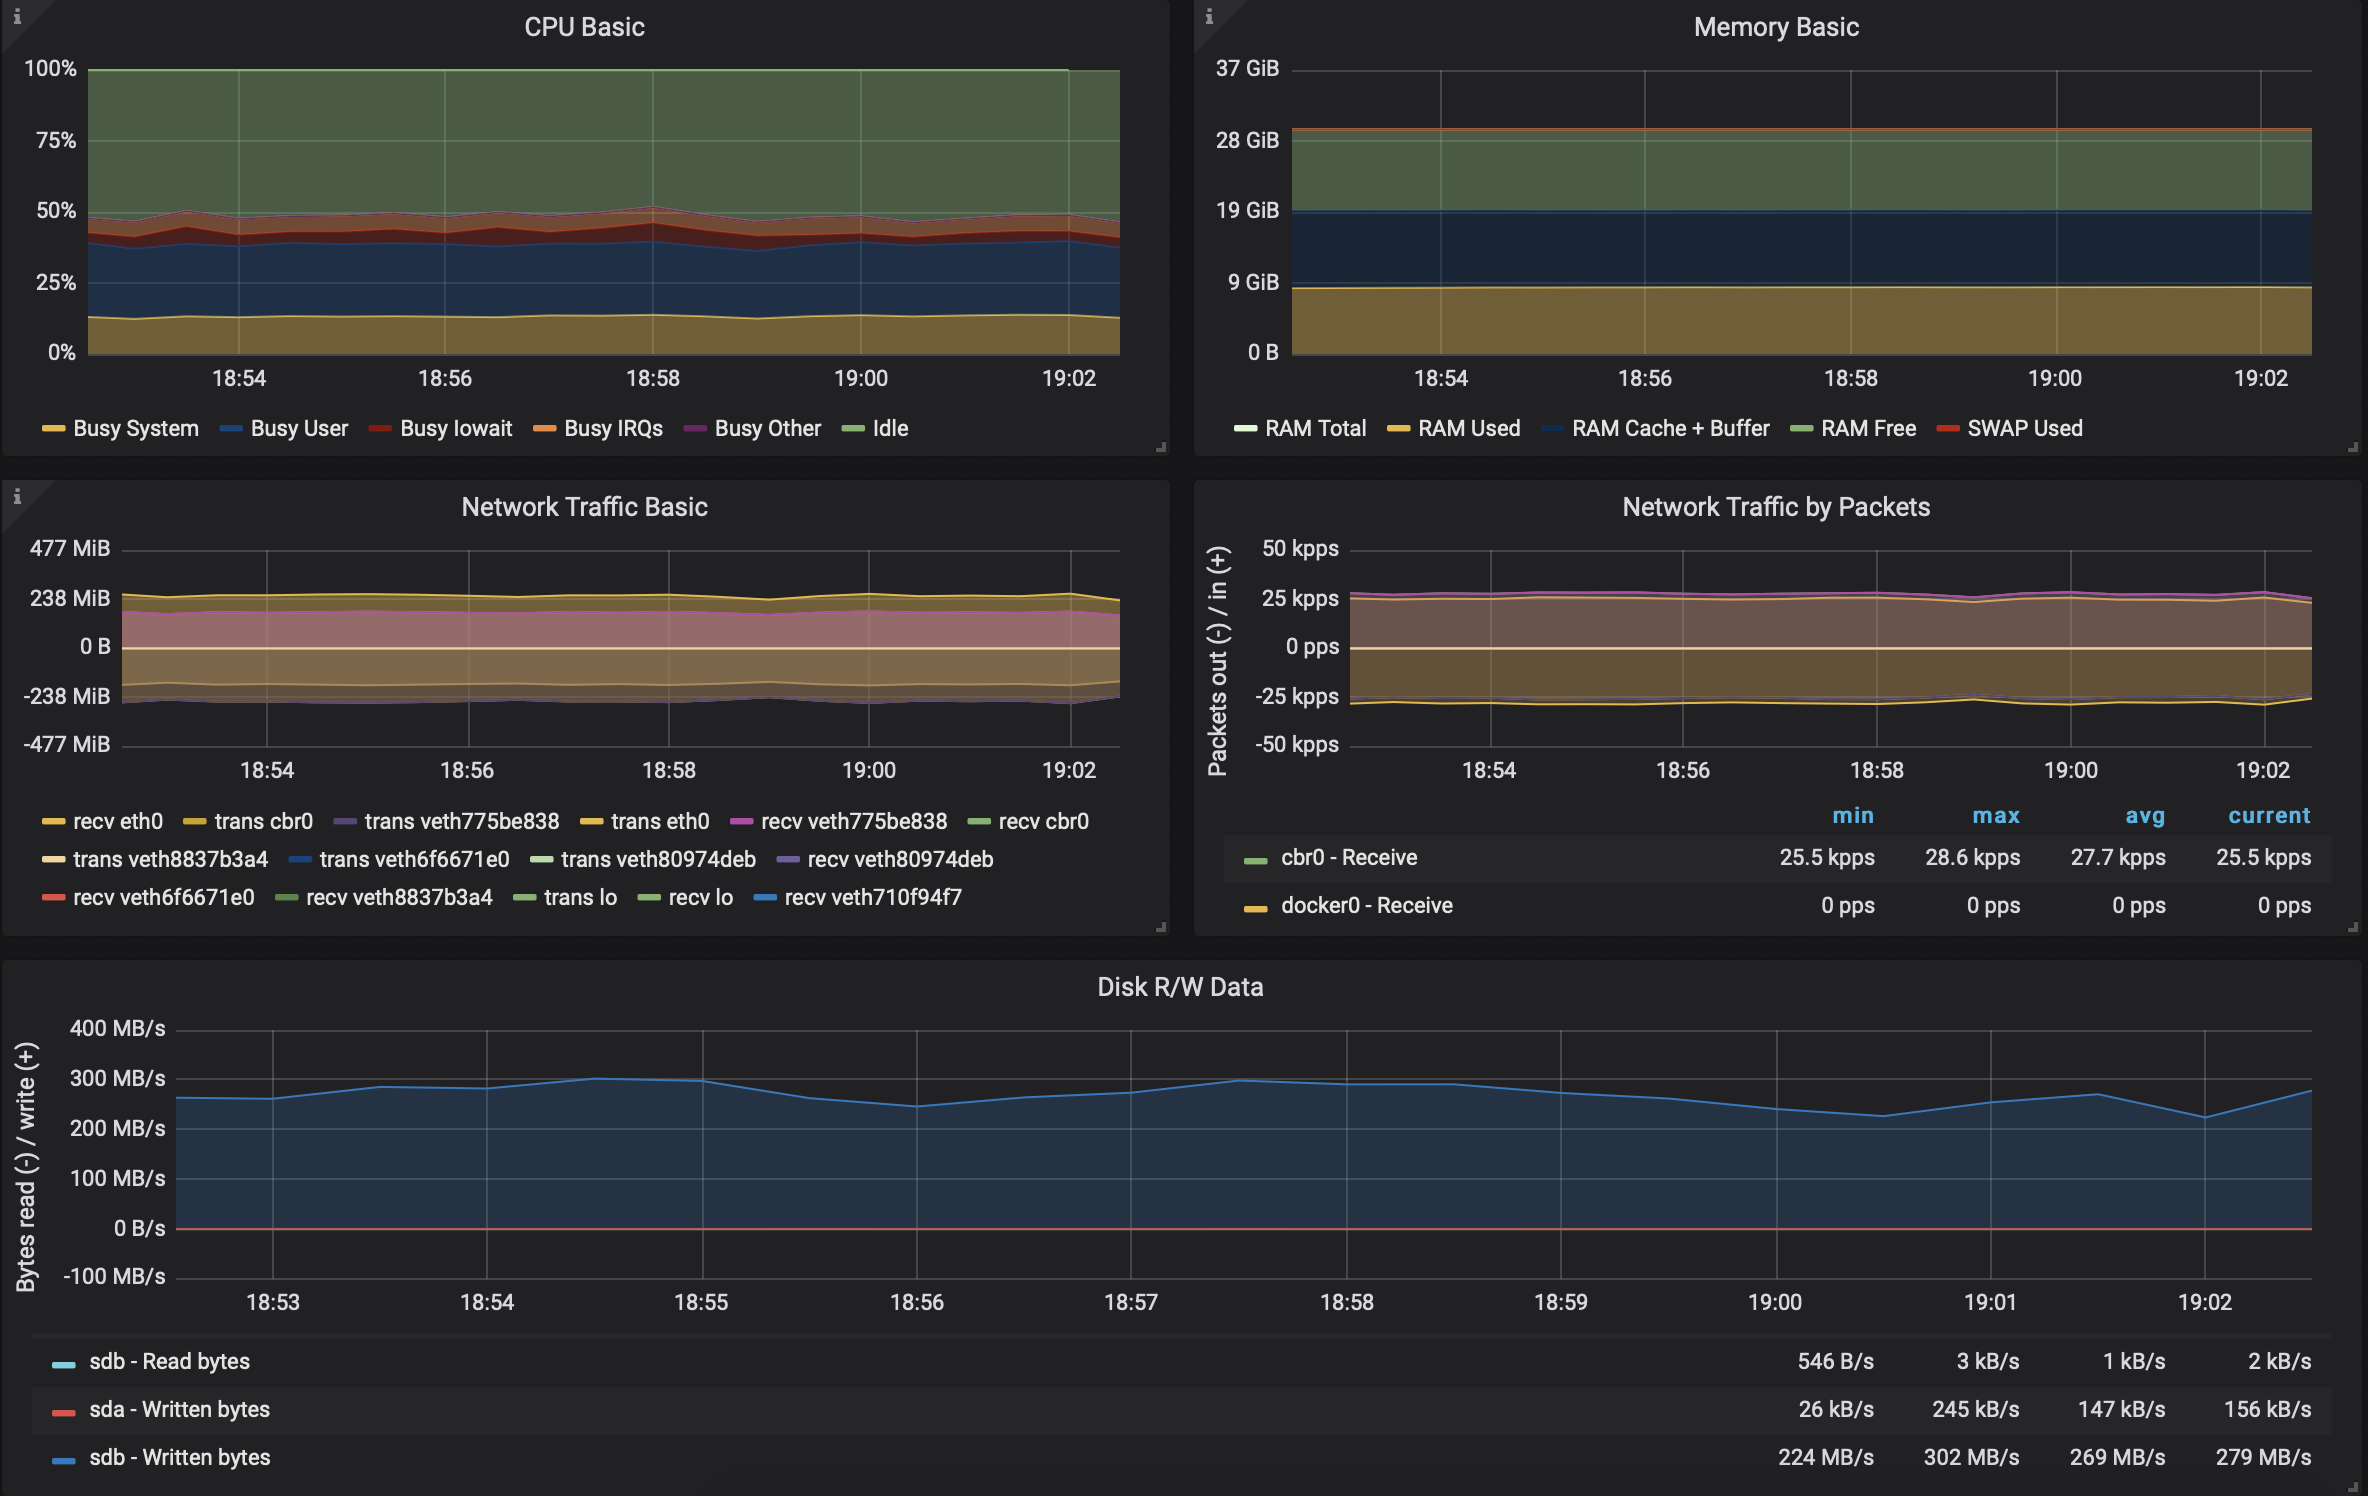 CPU Basic
100%
75%
50%
25%
0%
18:54 18:56 18:58 19:00 19:02
Busy System Busy User Busy Iowait Busy IRQs Busy Other Idle
Memory Basic
37 GiB
28 GiB
19 GiB
9 GiB
0 B
18:54 18:56 18:58 19:00 19:02
RAM Total RAM Used RAM Cache + Buffer RAM Free SWAP Used
Network Traffic Basic
477 MiB
238 MiB
0 B
-238 MiB
-477 MiB
18:54 18:56 18:58 19:00 19:02
recv eth0 trans cbr0 trans veth775be838 trans eth0 recv veth775be838 recv cbr0
trans veth8837b3a4 trans veth6f6671e0 trans veth80974deb recv veth80974deb
recv veth6f6671e0 recv veth8837b3a4 trans lo recv lo recv veth710f94f7
Network Traffic by Packets
Packets out (-) / in (+)
50 kpps
25 kpps
0 pps
-25 kpps
-50 kpps
18:54 18:56 18:58 19:00 19:02
min max avg current
cbr0 - Receive 25.5 kpps 28.6 kpps 27.7 kpps 25.5 kpps
docker0 - Receive 0 pps 0 pps 0 pps 0 pps
Disk R/W Data
Bytes read (-) / write (+)
400 MB/s
300 MB/s
200 MB/s
100 MB/s
0 B/s
-100 MB/s
18:53 18:54 18:55 18:56 18:57 18:58 18:59 19:00 19:01 19:02
sdb - Read bytes 546 B/s 3 kB/s 1 kB/s 2 kB/s
sda - Written bytes 26 kB/s 245 kB/s 147 kB/s 156 kB/s
sdb - Written bytes 224 MB/s 302 MB/s 269 MB/s 279 MB/s